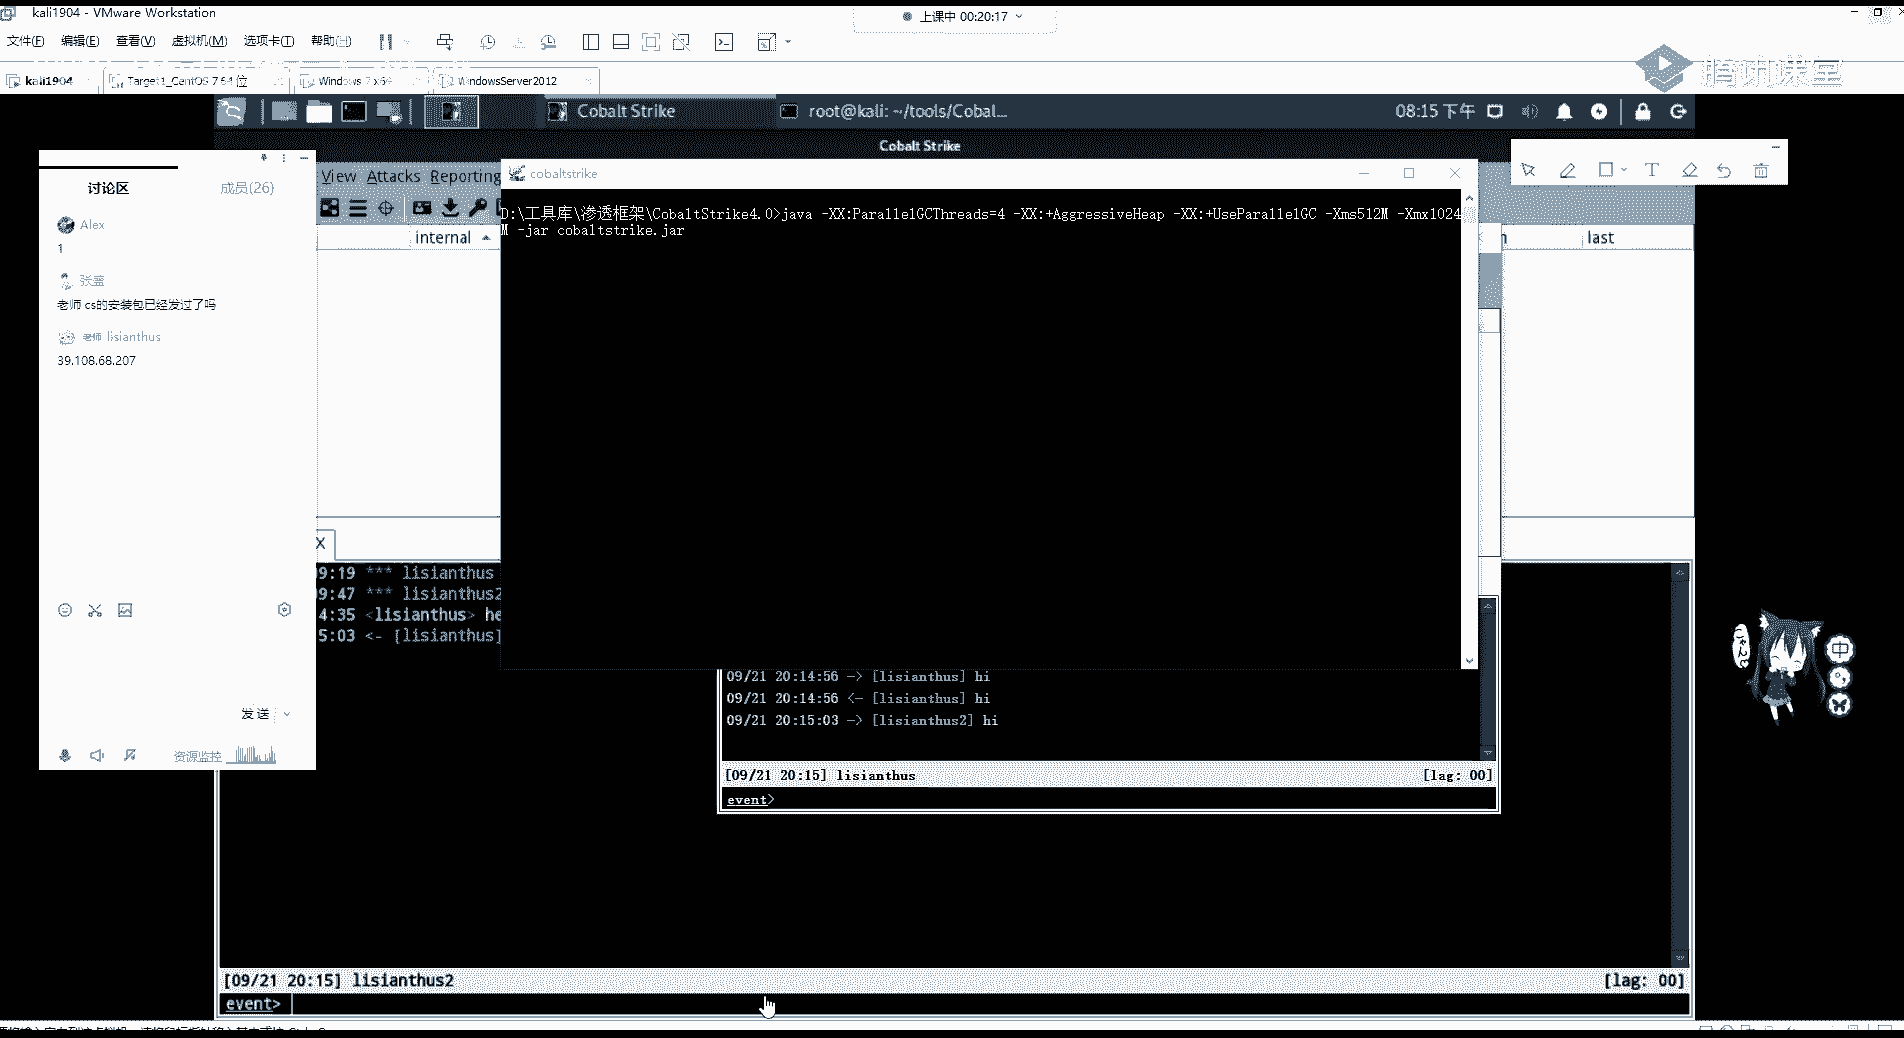 kali1904 - VMware Workstation
上课中 00:20:17
文件(F) 编辑(E) 查看(V) 虚拟机(M) 选项卡(T) 帮助(H)
腾讯课堂
kali1904 Target1_CentOS 7 64 位 Windows 7 x64 WindowsServer2012
Cobalt Strike root@kali: ~/tools/Cobal... 08:15 下午
Cobalt Strike
讨论区 成员(26)
Alex
1
老师 cs的安装包已经发过了吗
老师 lisianthus
39.108.68.207
发送
资源监控
View Attacks Reporting
internal
last
cobaltstrike
D:\工具库\渗透框架\CobaltStrike4.0>java -XX:ParallelGCThreads=4 -XX:+AggressiveHeap -XX:+UseParallelGC -Xms512M -Xmx1024
M -jar cobaltstrike.jar
X
9:19 *** lisianthus
9:47 *** lisianthus2
4:35 <lisianthus> he
5:03 <- [lisianthus]
09/21 20:14:56 -> [lisianthus] hi
09/21 20:14:56 <- [lisianthus] hi
09/21 20:15:03 -> [lisianthus2] hi
[09/21 20:15] lisianthus [lag: 00]
event>
[09/21 20:15] lisianthus2 [lag: 00]
event>
中